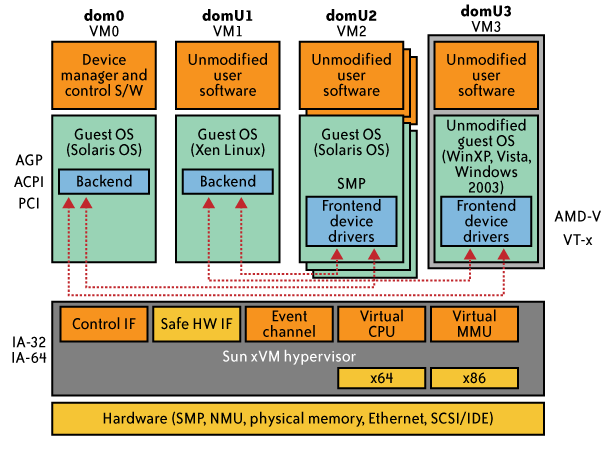 dom0
VM0
domU1
VM1
domU2
VM2
domU3
VM3
Device
manager and
control S/W
Unmodified
user
software
Unmodified
user
software
Unmodified
user
software
Guest OS
(Solaris OS)
Backend
Guest OS
(Xen Linux)
Backend
Guest OS
(Solaris OS)
SMP
Frontend
device
drivers
Unmodified
guest OS
(WinXP, Vista,
Windows
2003)
Frontend
device
drivers
AGP
ACPI
PCI
AMD-V
VT-x
IA-32
IA-64
Control IF
Safe HW IF
Event
channel
Virtual
CPU
Virtual
MMU
Sun xVM hypervisor
x64
x86
Hardware (SMP, NMU, physical memory, Ethernet, SCSI/IDE)